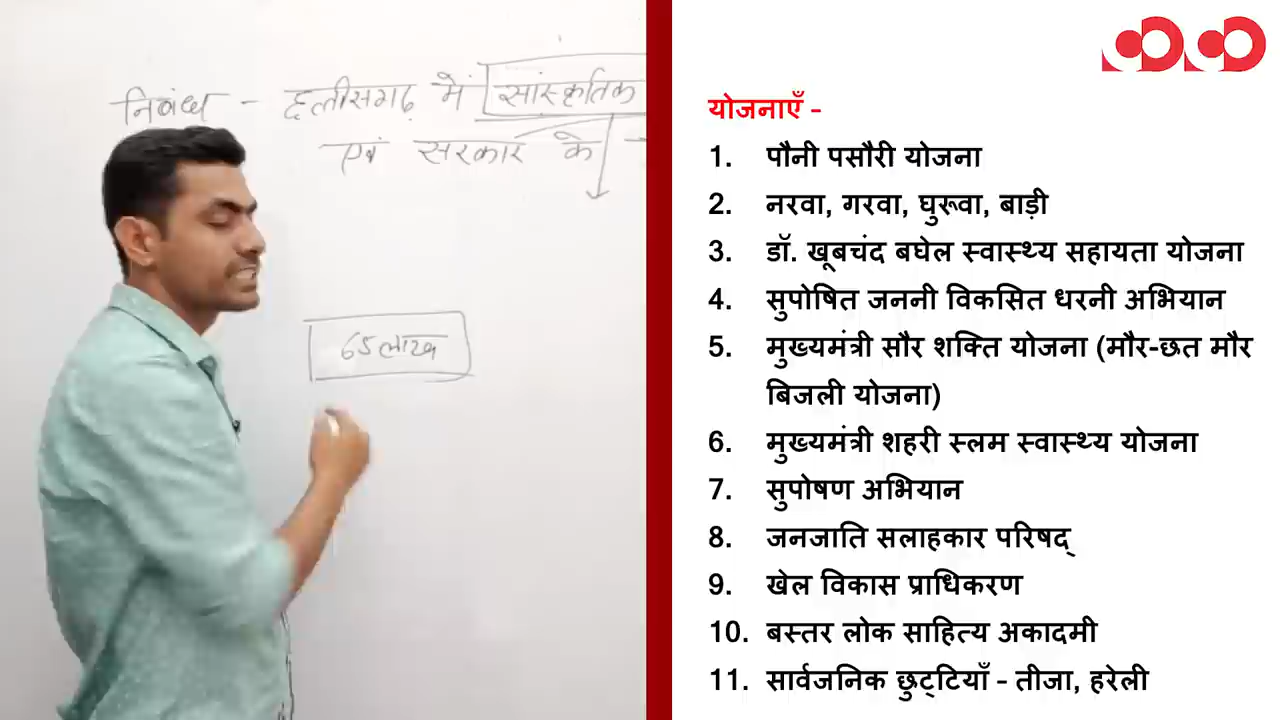 निबंध - छत्तीसगढ़ में सांस्कृतिक
एवं सरकार के
65 लाख
योजनाएँ -
1. पौनी पसौरी योजना
2. नरवा, गरवा, घुरूवा, बाड़ी
3. डॉ. खूबचंद बघेल स्वास्थ्य सहायता योजना
4. सुपोषित जननी विकसित धरनी अभियान
5. मुख्यमंत्री सौर शक्ति योजना (मौर-छत मौर
बिजली योजना)
6. मुख्यमंत्री शहरी स्लम स्वास्थ्य योजना
7. सुपोषण अभियान
8. जनजाति सलाहकार परिषद्
9. खेल विकास प्राधिकरण
10. बस्तर लोक साहित्य अकादमी
11. सार्वजनिक छुट्टियाँ – तीजा, हरेली